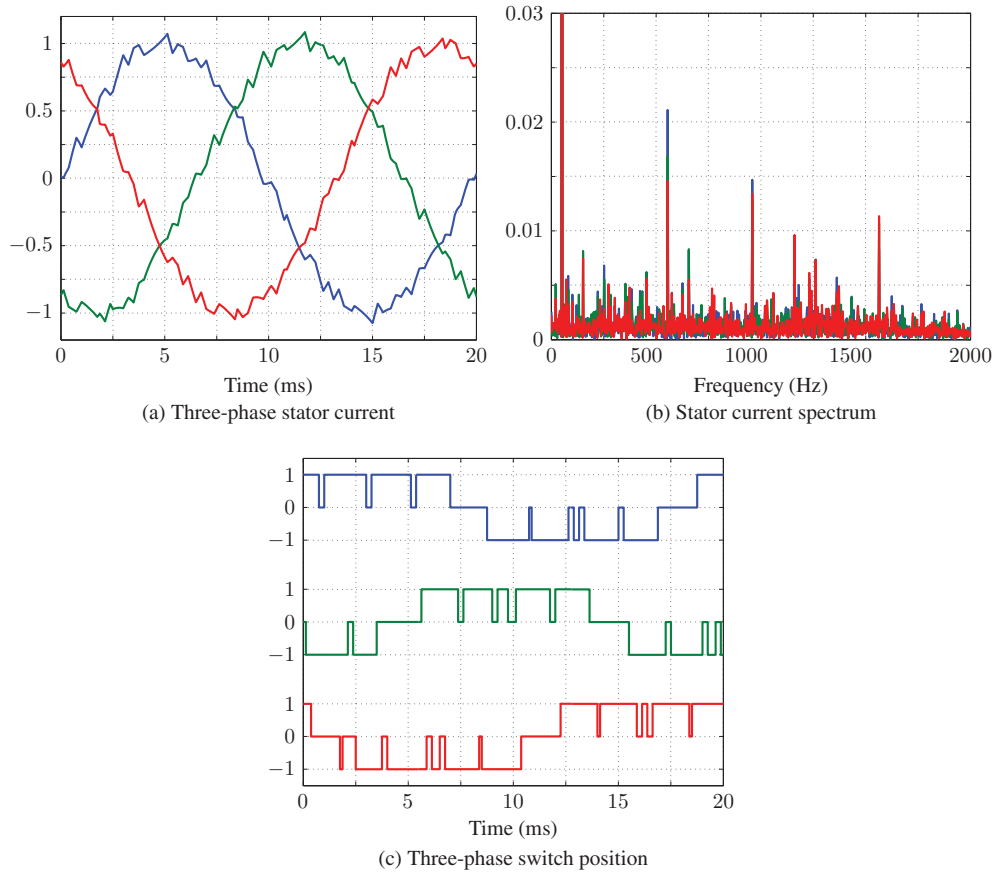 1
0.5
0
−0.5
−1
0 5 10 15 20
Time (ms)
(a) Three-phase stator current
0.03
0.02
0.01
0
0 500 1000 1500 2000
Frequency (Hz)
(b) Stator current spectrum
1
0
−1
1
0
−1
1
0
−1
0 5 10 15 20
Time (ms)
(c) Three-phase switch position